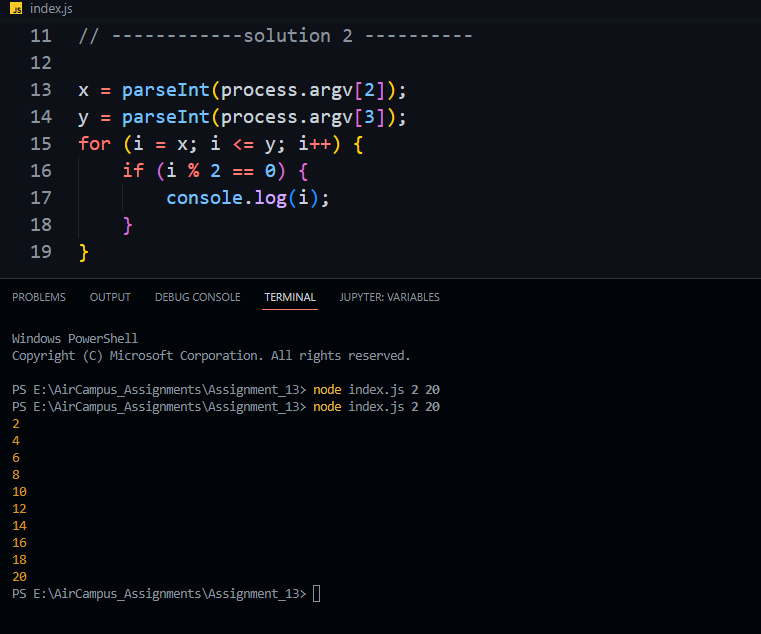 JS index.js
11 // ------------solution 2 ----------
12
13 x = parseInt(process.argv[2]);
14 y = parseInt(process.argv[3]);
15 for (i = x; i <= y; i++) {
16     if (i % 2 == 0) {
17         console.log(i);
18     }
19 }
PROBLEMS OUTPUT DEBUG CONSOLE TERMINAL JUPYTER: VARIABLES
Windows PowerShell
Copyright (C) Microsoft Corporation. All rights reserved.
PS E:\AirCampus_Assignments\Assignment_13> node index.js 2 20
PS E:\AirCampus_Assignments\Assignment_13> node index.js 2 20
2
4
6
8
10
12
14
16
18
20
PS E:\AirCampus_Assignments\Assignment_13>